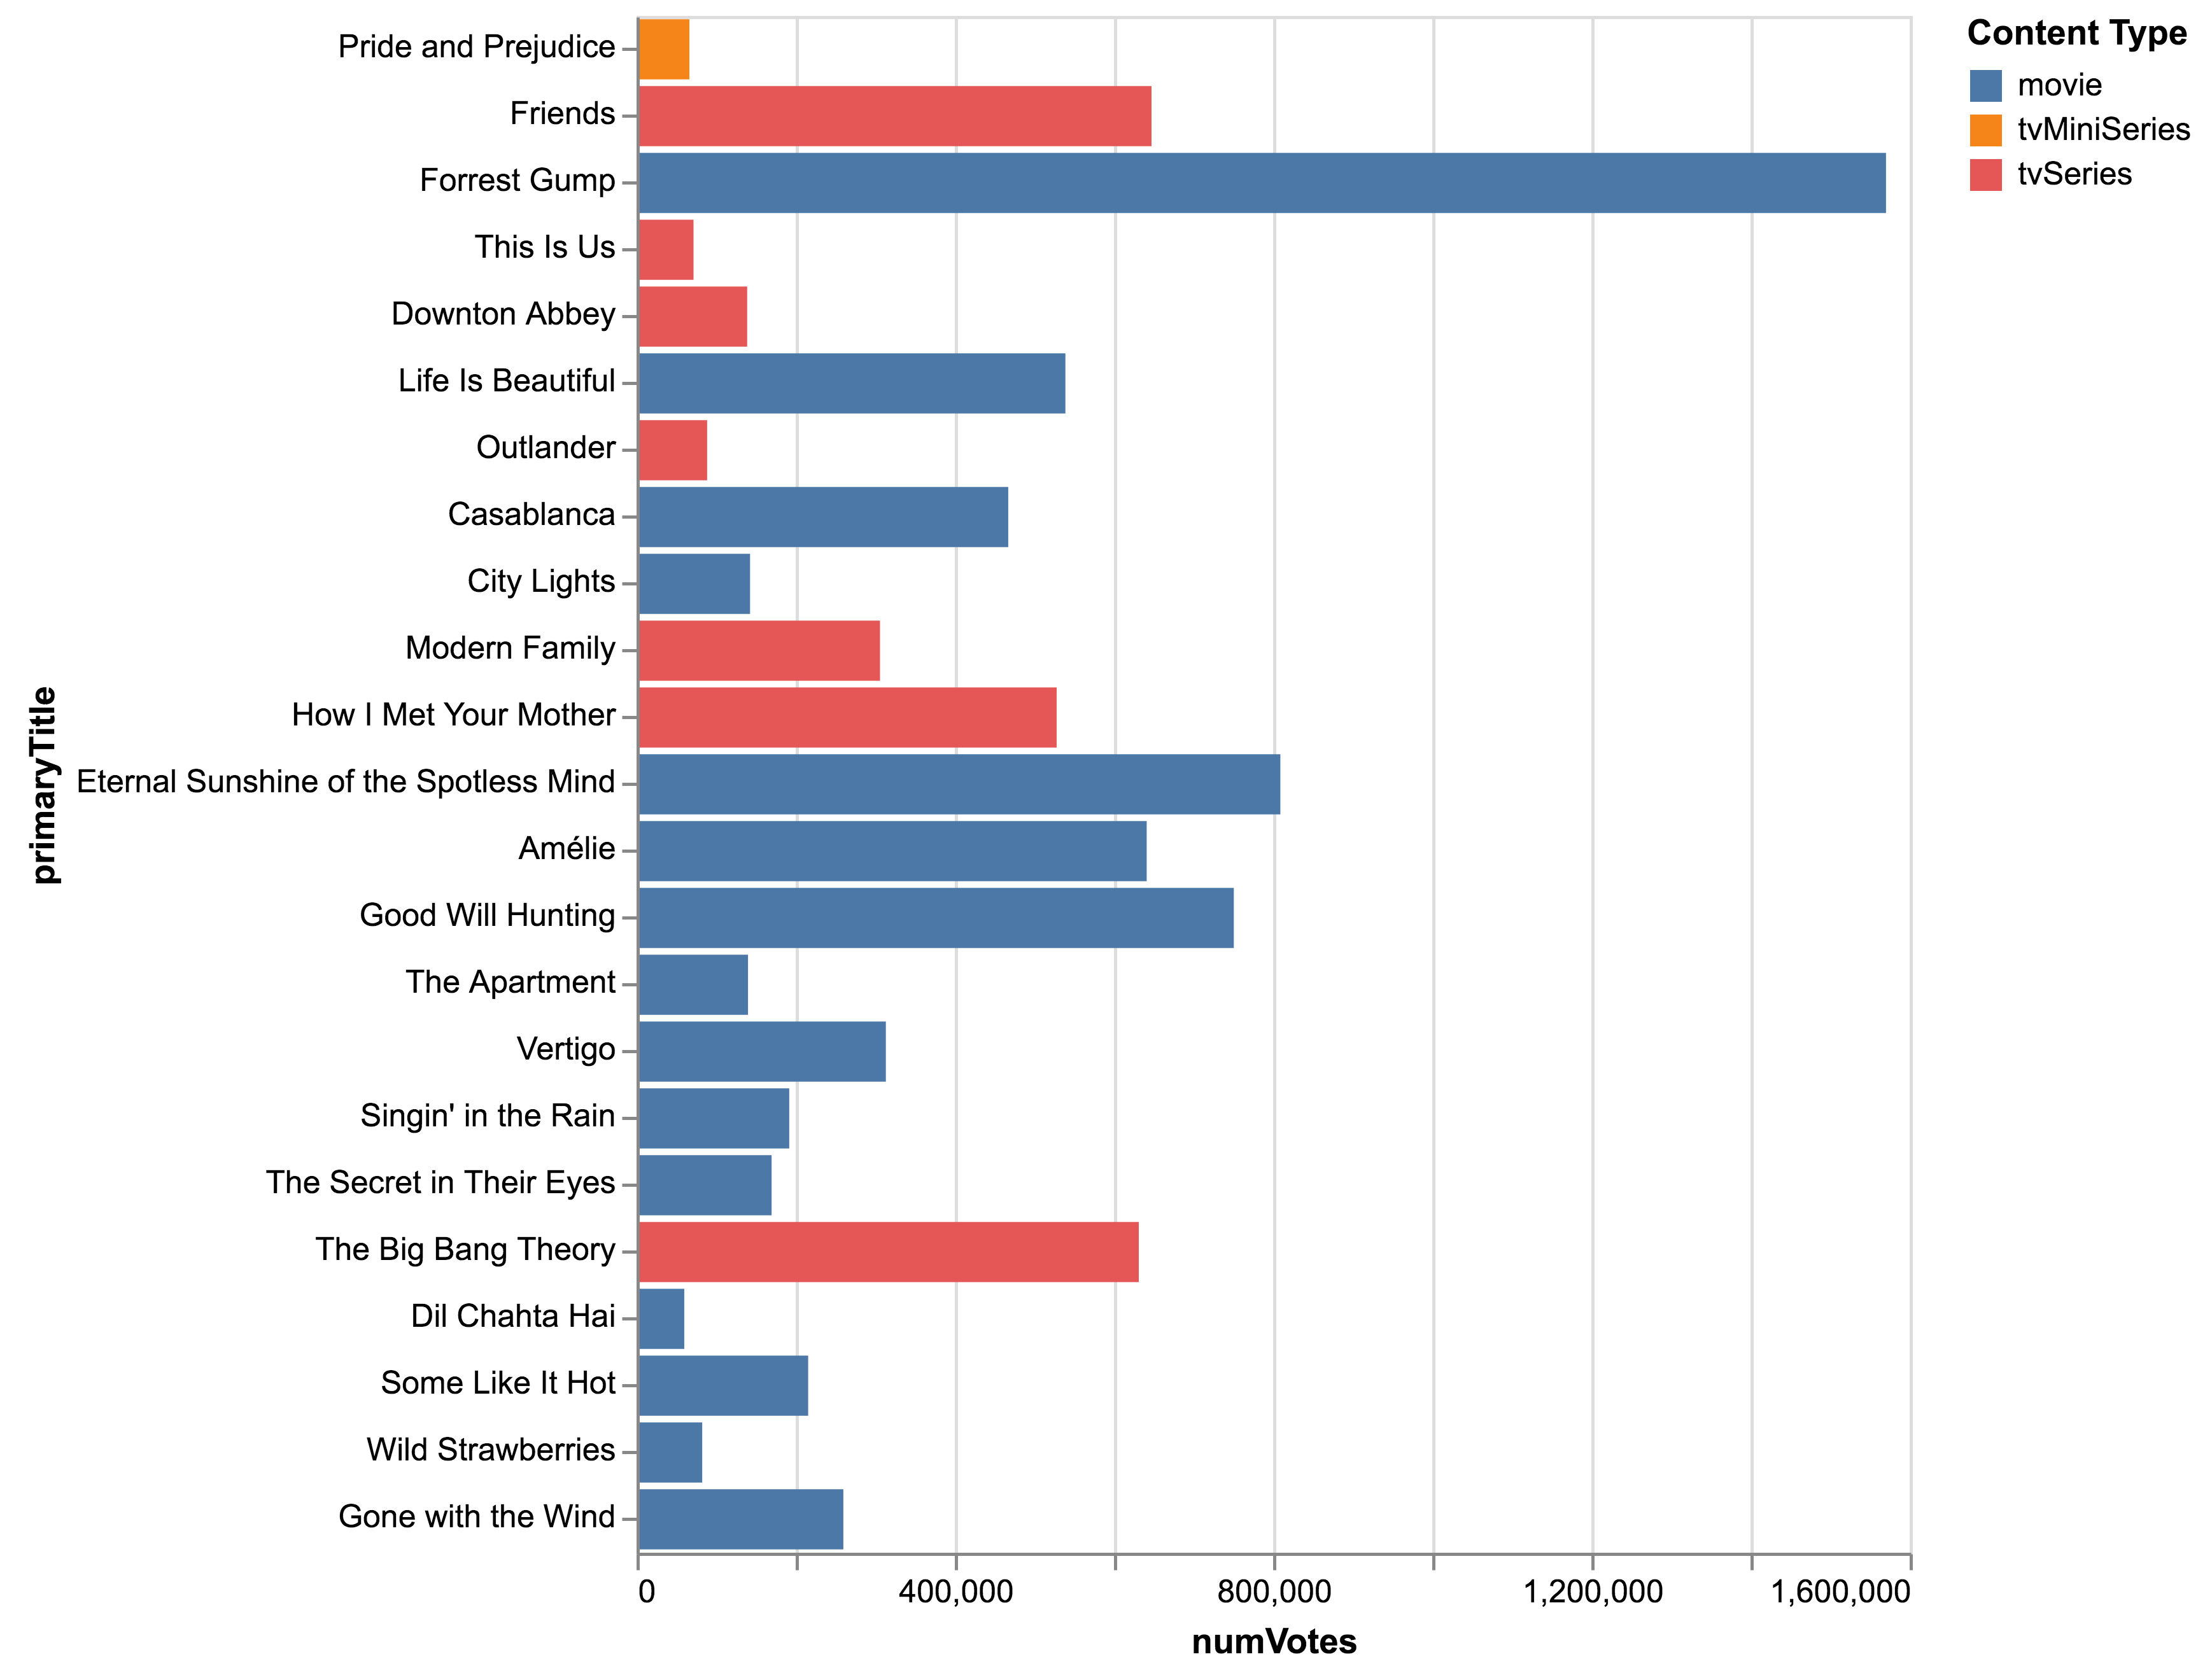 Pride and Prejudice
Friends
Forrest Gump
This Is Us
Downton Abbey
Life Is Beautiful
Outlander
Casablanca
City Lights
Modern Family
How I Met Your Mother
Eternal Sunshine of the Spotless Mind
Amélie
Good Will Hunting
The Apartment
Vertigo
Singin' in the Rain
The Secret in Their Eyes
The Big Bang Theory
Dil Chahta Hai
Some Like It Hot
Wild Strawberries
Gone with the Wind
primaryTitle
0 400,000 800,000 1,200,000 1,600,000
numVotes
Content Type
movie
tvMiniSeries
tvSeries